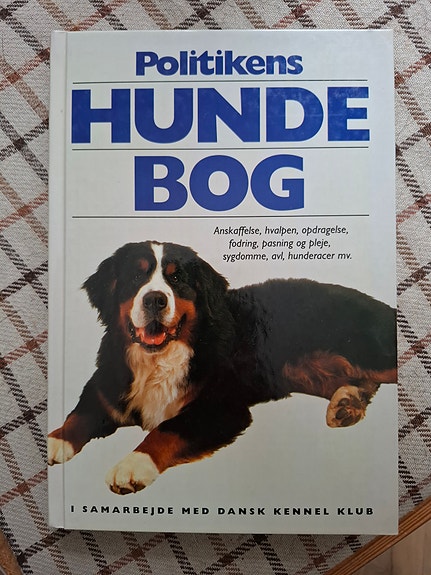 Politikens
HUNDE
BOG
Anskaffelse, hvalpen, opdragelse,
fodring, pasning og pleje,
sygdomme, avl, hunderacer mv.
I SAMARBEJDE MED DANSK KENNEL KLUB